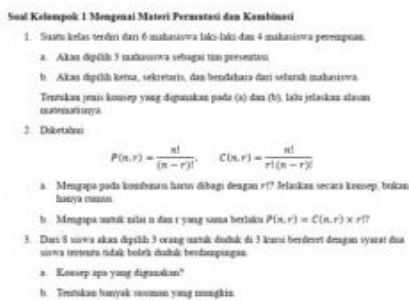 Soal Kelompok 1 Mengenai Materi Permutasi dan Kombinasi
1. Suatu kelas terdiri dari 6 mahasiswa laki-laki dan 4 mahasiswa perempuan.
a. Akan dipilih 3 mahasiswa sebagai tim presentasi.
b. Akan dipilih ketua, sekretaris, dan bendahara dari seluruh mahasiswa.
Tentukan jenis konsep yang digunakan pada (a) dan (b), lalu jelaskan alasan
matematisnya.
2. Diketahui:
P(n,r) = n!/(n − r)!, C(n,r) = n!/r!(n − r)!
a. Mengapa pada kombinasi harus dibagi dengan r!? Jelaskan secara konsep, bukan
hanya rumus.
b. Mengapa untuk nilai n dan r yang sama berlaku P(n,r) = C(n,r) × r!?
3. Dari 8 siswa akan dipilih 3 orang untuk duduk di 3 kursi berderet dengan syarat dua
siswa tertentu tidak boleh duduk berdampingan.
a. Konsep apa yang digunakan?
b. Tentukan banyak susunan yang mungkin.